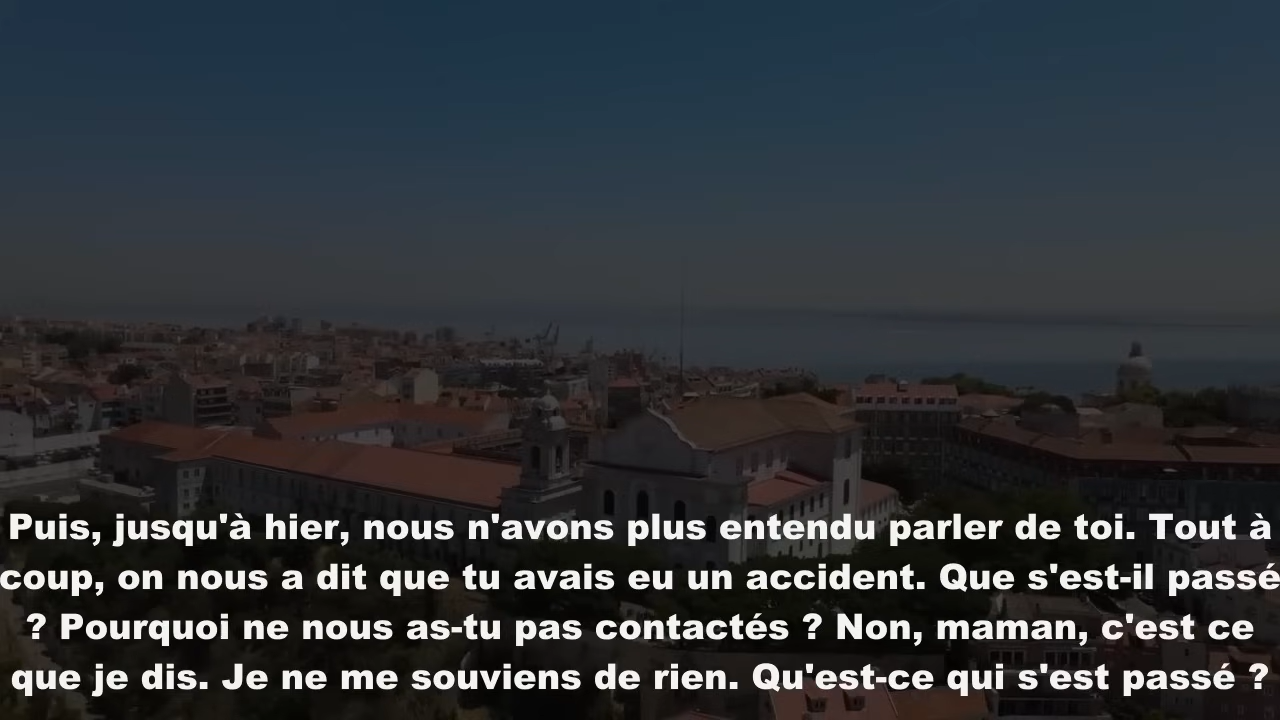 Puis, jusqu'à hier, nous n'avons plus entendu parler de toi. Tout à
coup, on nous a dit que tu avais eu un accident. Que s'est-il passé
? Pourquoi ne nous as-tu pas contactés ? Non, maman, c'est ce
que je dis. Je ne me souviens de rien. Qu'est-ce qui s'est passé ?